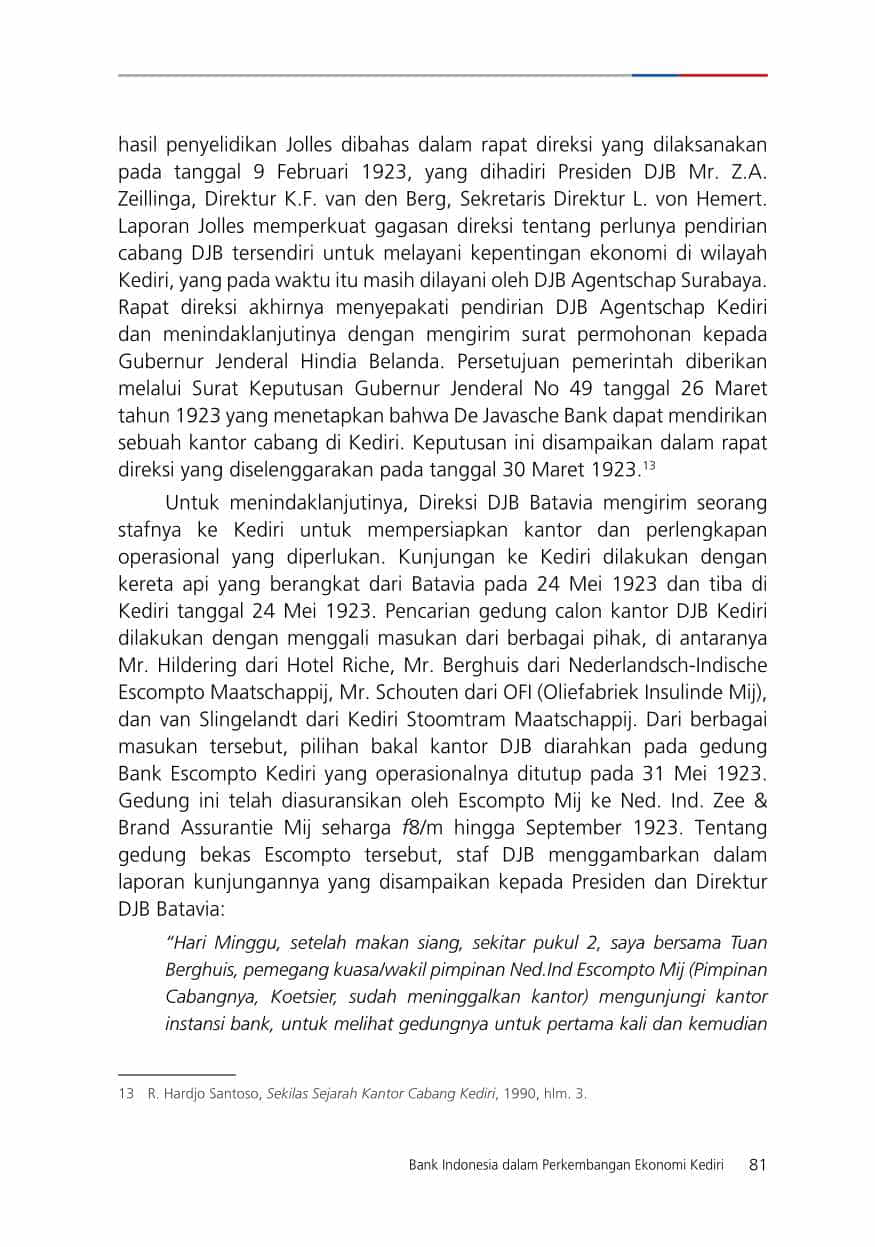 hasil penyelidikan Jolles dibahas dalam rapat direksi yang dilaksanakan
pada tanggal 9 Februari 1923, yang dihadiri Presiden DJB Mr. Z.A.
Zeillinga, Direktur K.F. van den Berg, Sekretaris Direktur L. von Hemert.
Laporan Jolles memperkuat gagasan direksi tentang perlunya pendirian
cabang DJB tersendiri untuk melayani kepentingan ekonomi di wilayah
Kediri, yang pada waktu itu masih dilayani oleh DJB Agentschap Surabaya.
Rapat direksi akhirnya menyepakati pendirian DJB Agentschap Kediri
dan menindaklanjutinya dengan mengirim surat permohonan kepada
Gubernur Jenderal Hindia Belanda. Persetujuan pemerintah diberikan
melalui Surat Keputusan Gubernur Jenderal No 49 tanggal 26 Maret
tahun 1923 yang menetapkan bahwa De Javasche Bank dapat mendirikan
sebuah kantor cabang di Kediri. Keputusan ini disampaikan dalam rapat
direksi yang diselenggarakan pada tanggal 30 Maret 1923.13
Untuk menindaklanjutinya, Direksi DJB Batavia mengirim seorang
stafnya ke Kediri untuk mempersiapkan kantor dan perlengkapan
operasional yang diperlukan. Kunjungan ke Kediri dilakukan dengan
kereta api yang berangkat dari Batavia pada 24 Mei 1923 dan tiba di
Kediri tanggal 24 Mei 1923. Pencarian gedung calon kantor DJB Kediri
dilakukan dengan menggali masukan dari berbagai pihak, di antaranya
Mr. Hildering dari Hotel Riche, Mr. Berghuis dari Nederlandsch-Indische
Escompto Maatschappij, Mr. Schouten dari OFI (Oliefabriek Insulinde Mij),
dan van Slingelandt dari Kediri Stoomtram Maatschappij. Dari berbagai
masukan tersebut, pilihan bakal kantor DJB diarahkan pada gedung
Bank Escompto Kediri yang operasionalnya ditutup pada 31 Mei 1923.
Gedung ini telah diasuransikan oleh Escompto Mij ke Ned. Ind. Zee &
Brand Assurantie Mij seharga f8/m hingga September 1923. Tentang
gedung bekas Escompto tersebut, staf DJB menggambarkan dalam
laporan kunjungannya yang disampaikan kepada Presiden dan Direktur
DJB Batavia:
“Hari Minggu, setelah makan siang, sekitar pukul 2, saya bersama Tuan
Berghuis, pemegang kuasa/wakil pimpinan Ned.Ind Escompto Mij (Pimpinan
Cabangnya, Koetsier, sudah meninggalkan kantor) mengunjungi kantor
instansi bank, untuk melihat gedungnya untuk pertama kali dan kemudian
13 R. Hardjo Santoso, Sekilas Sejarah Kantor Cabang Kediri, 1990, hlm. 3.
Bank Indonesia dalam Perkembangan Ekonomi Kediri 81